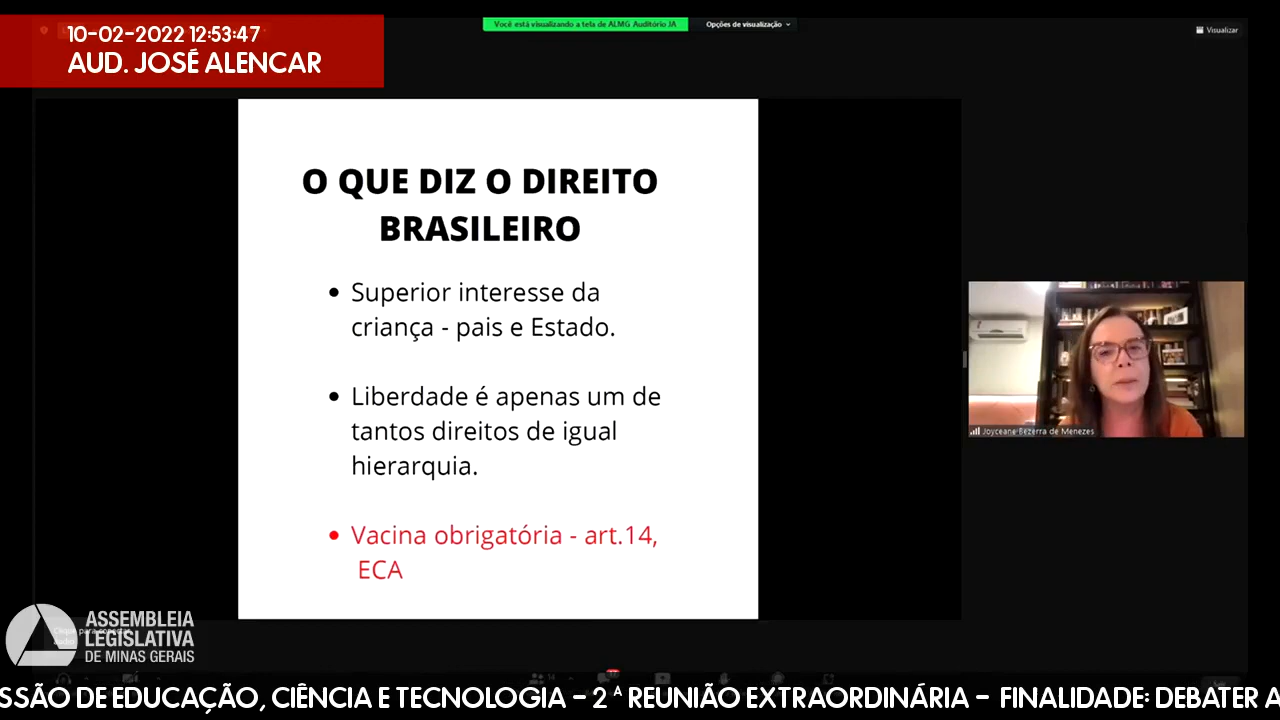 10-02-2022 12:53:47
AUD. JOSÉ ALENCAR
Você está visualizando a tela de ALMG Auditório JA
Opções de visualização
Visualizar
O QUE DIZ O DIREITO
BRASILEIRO
• Superior interesse da
criança - pais e Estado.
• Liberdade é apenas um de
tantos direitos de igual
hierarquia.
• Vacina obrigatória - art.14,
ECA
Joyceane Bezerra de Menezes
ASSEMBLEIA
LEGISLATIVA
DE MINAS GERAIS
14
SSÃO DE EDUCAÇÃO, CIÊNCIA E TECNOLOGIA - 2 ª REUNIÃO EXTRAORDINÁRIA - FINALIDADE: DEBATER A